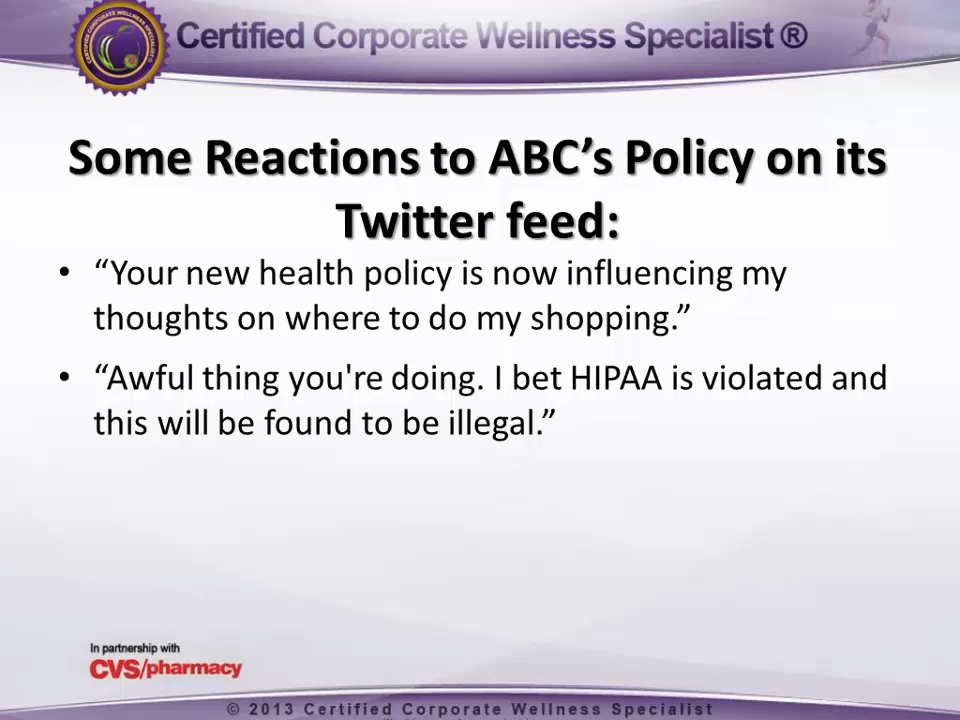 Certified Corporate Wellness Specialist ®
Some Reactions to ABC’s Policy on its
Twitter feed:
• “Your new health policy is now influencing my
thoughts on where to do my shopping.”
• “Awful thing you're doing. I bet HIPAA is violated and
this will be found to be illegal.”
In partnership with
CVS/pharmacy
© 2013 Certified Corporate Wellness Specialist